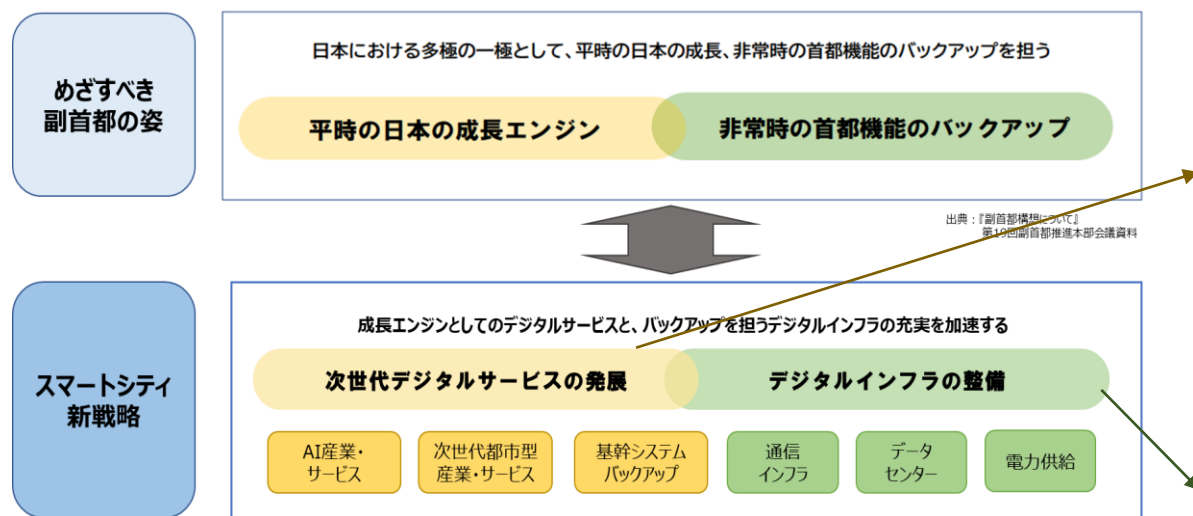 めざすべき
副首都の姿
日本における多極の一極として、平時の日本の成長、非常時の首都機能のバックアップを担う
平時の日本の成長エンジン
非常時の首都機能のバックアップ
出典：『副首都構想について』
第19回副首都推進本部会議資料
スマートシティ
新戦略
成長エンジンとしてのデジタルサービスと、バックアップを担うデジタルインフラの充実を加速する
次世代デジタルサービスの発展
デジタルインフラの整備
AI産業・
サービス
次世代都市型
産業・サービス
基幹システム
バックアップ
通信
インフラ
データ
センター
電力供給